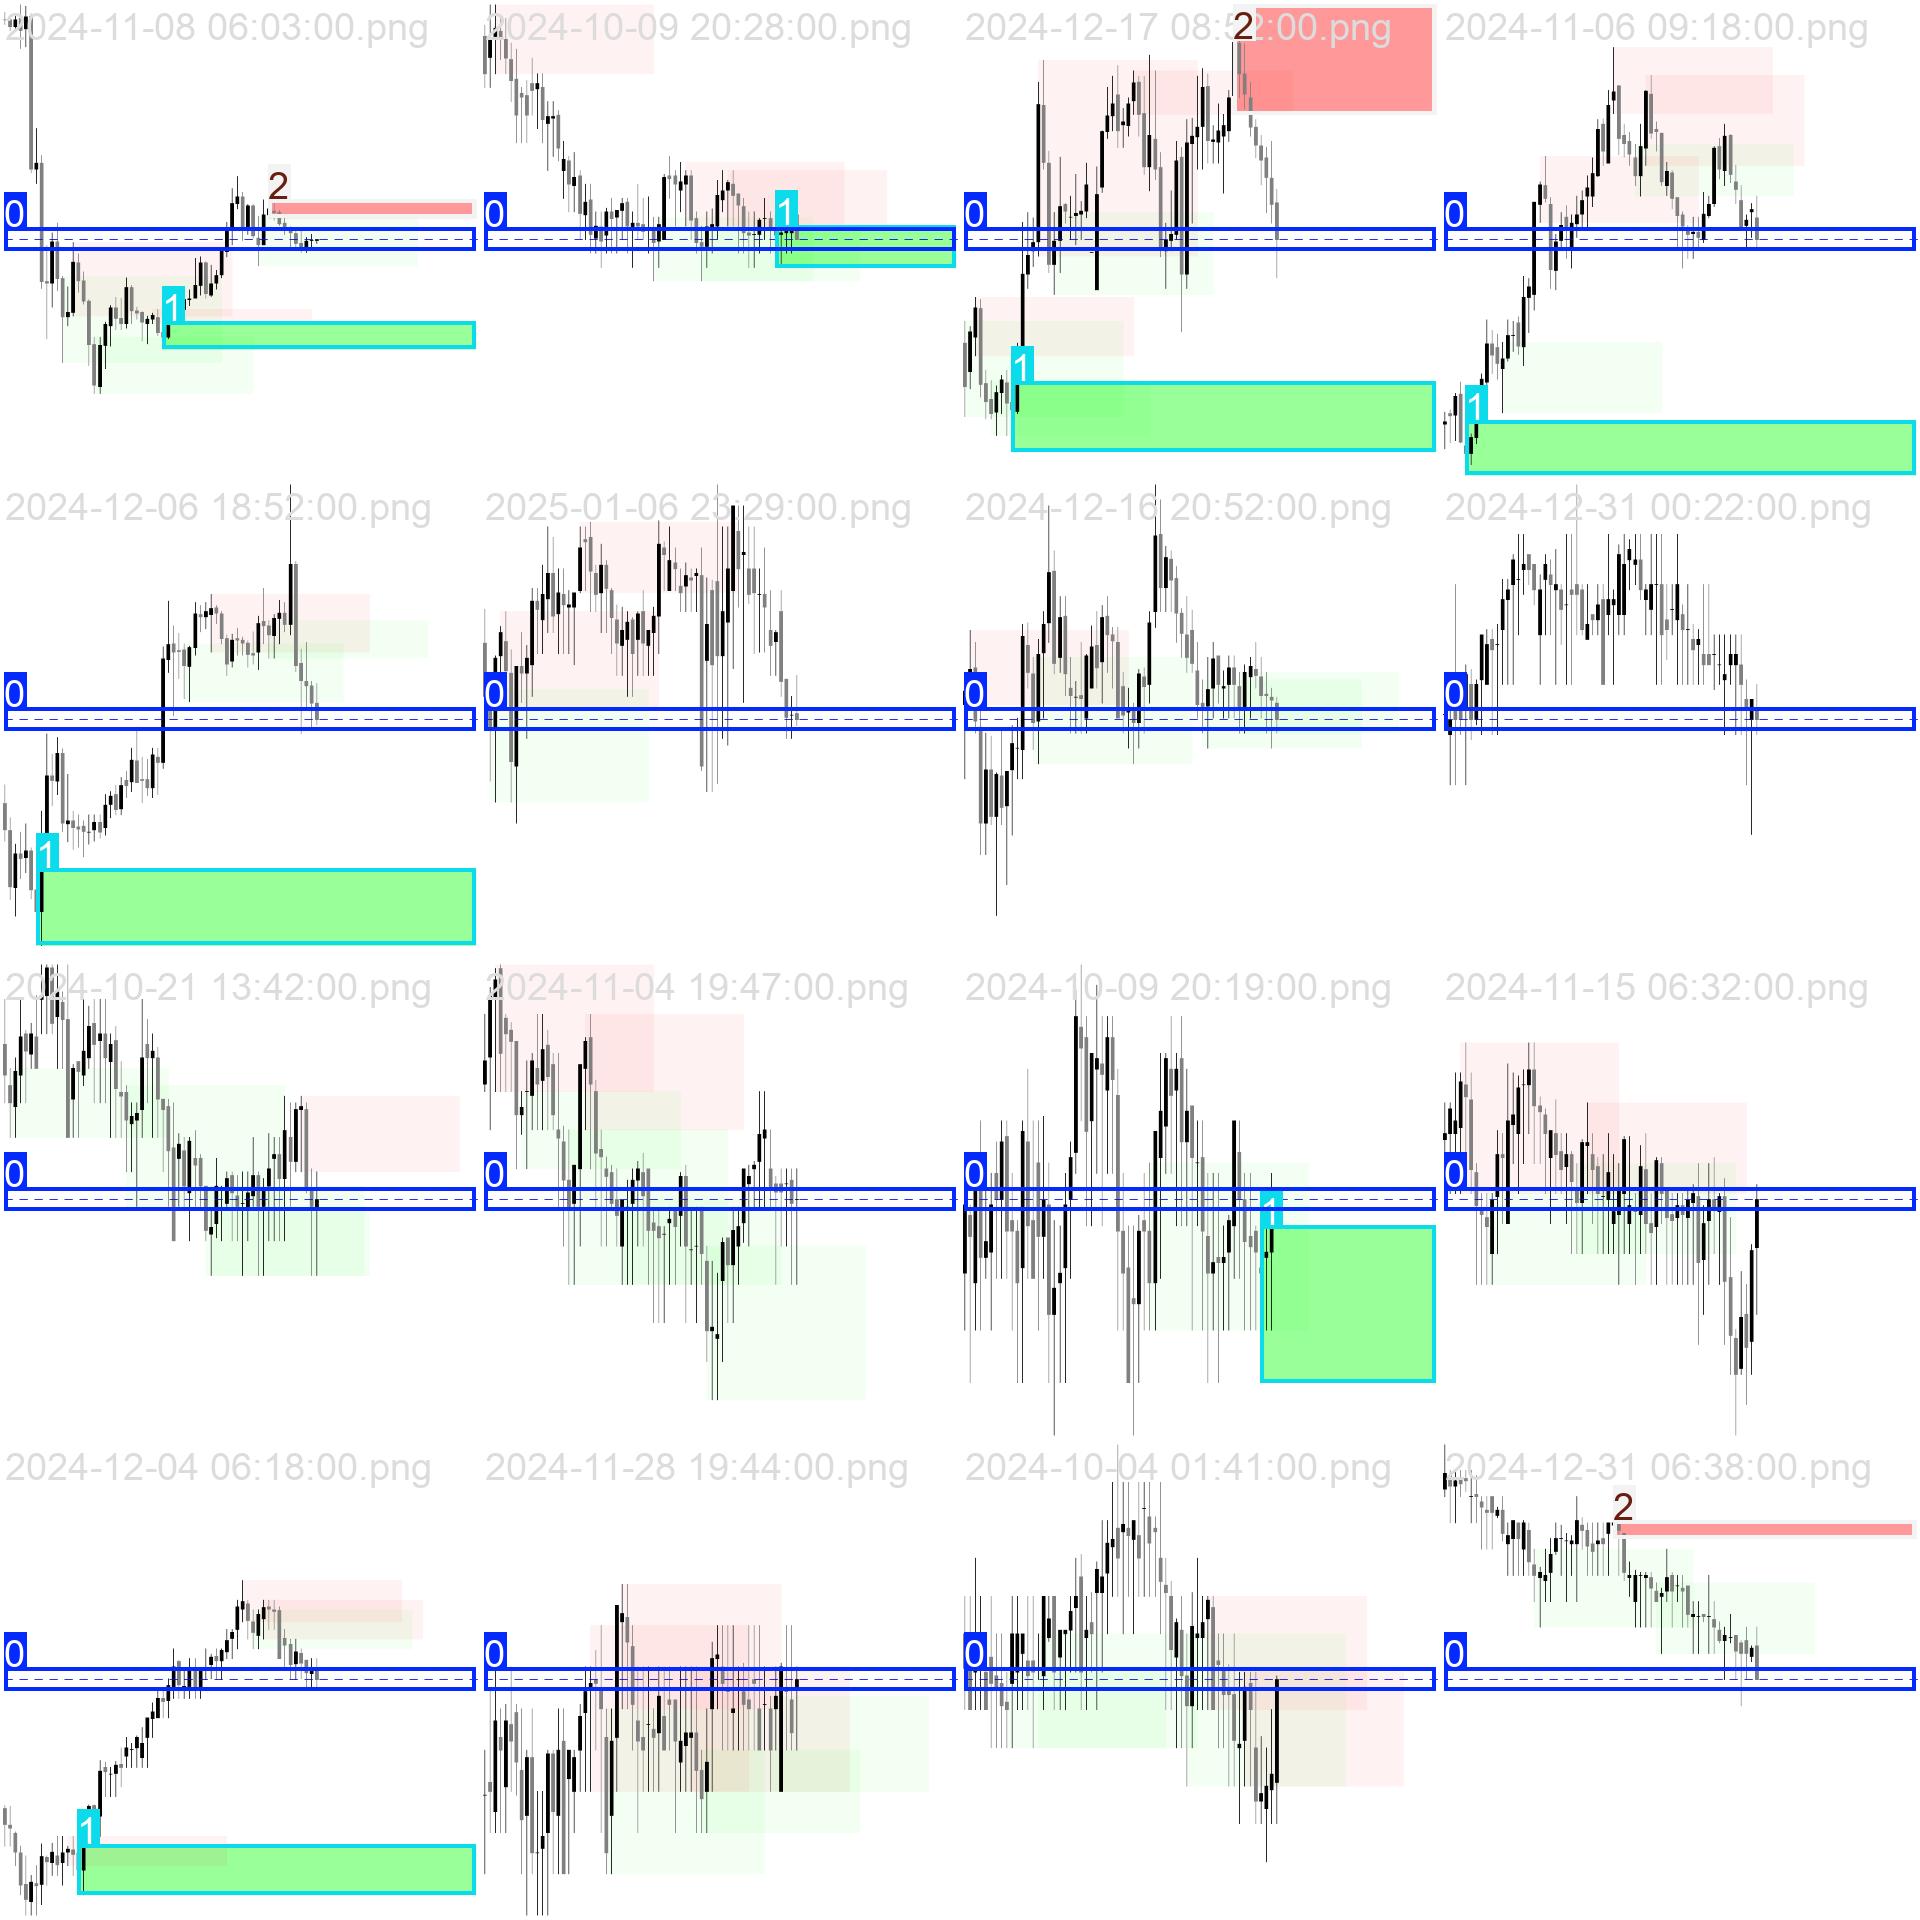 2024-11-08 06:03:00.png
2024-10-09 20:28:00.png
2024-12-17 08:52:00.png
2024-11-06 09:18:00.png
2
0
1
0
1
2
0
1
0
1
2024-12-06 18:52:00.png
2025-01-06 23:29:00.png
2024-12-16 20:52:00.png
2024-12-31 00:22:00.png
0
1
0
0
0
2024-10-21 13:42:00.png
2024-11-04 19:47:00.png
2024-10-09 20:19:00.png
2024-11-15 06:32:00.png
0
0
0
1
0
2024-12-04 06:18:00.png
2024-11-28 19:44:00.png
2024-10-04 01:41:00.png
2024-12-31 06:38:00.png
0
1
0
0
2
0